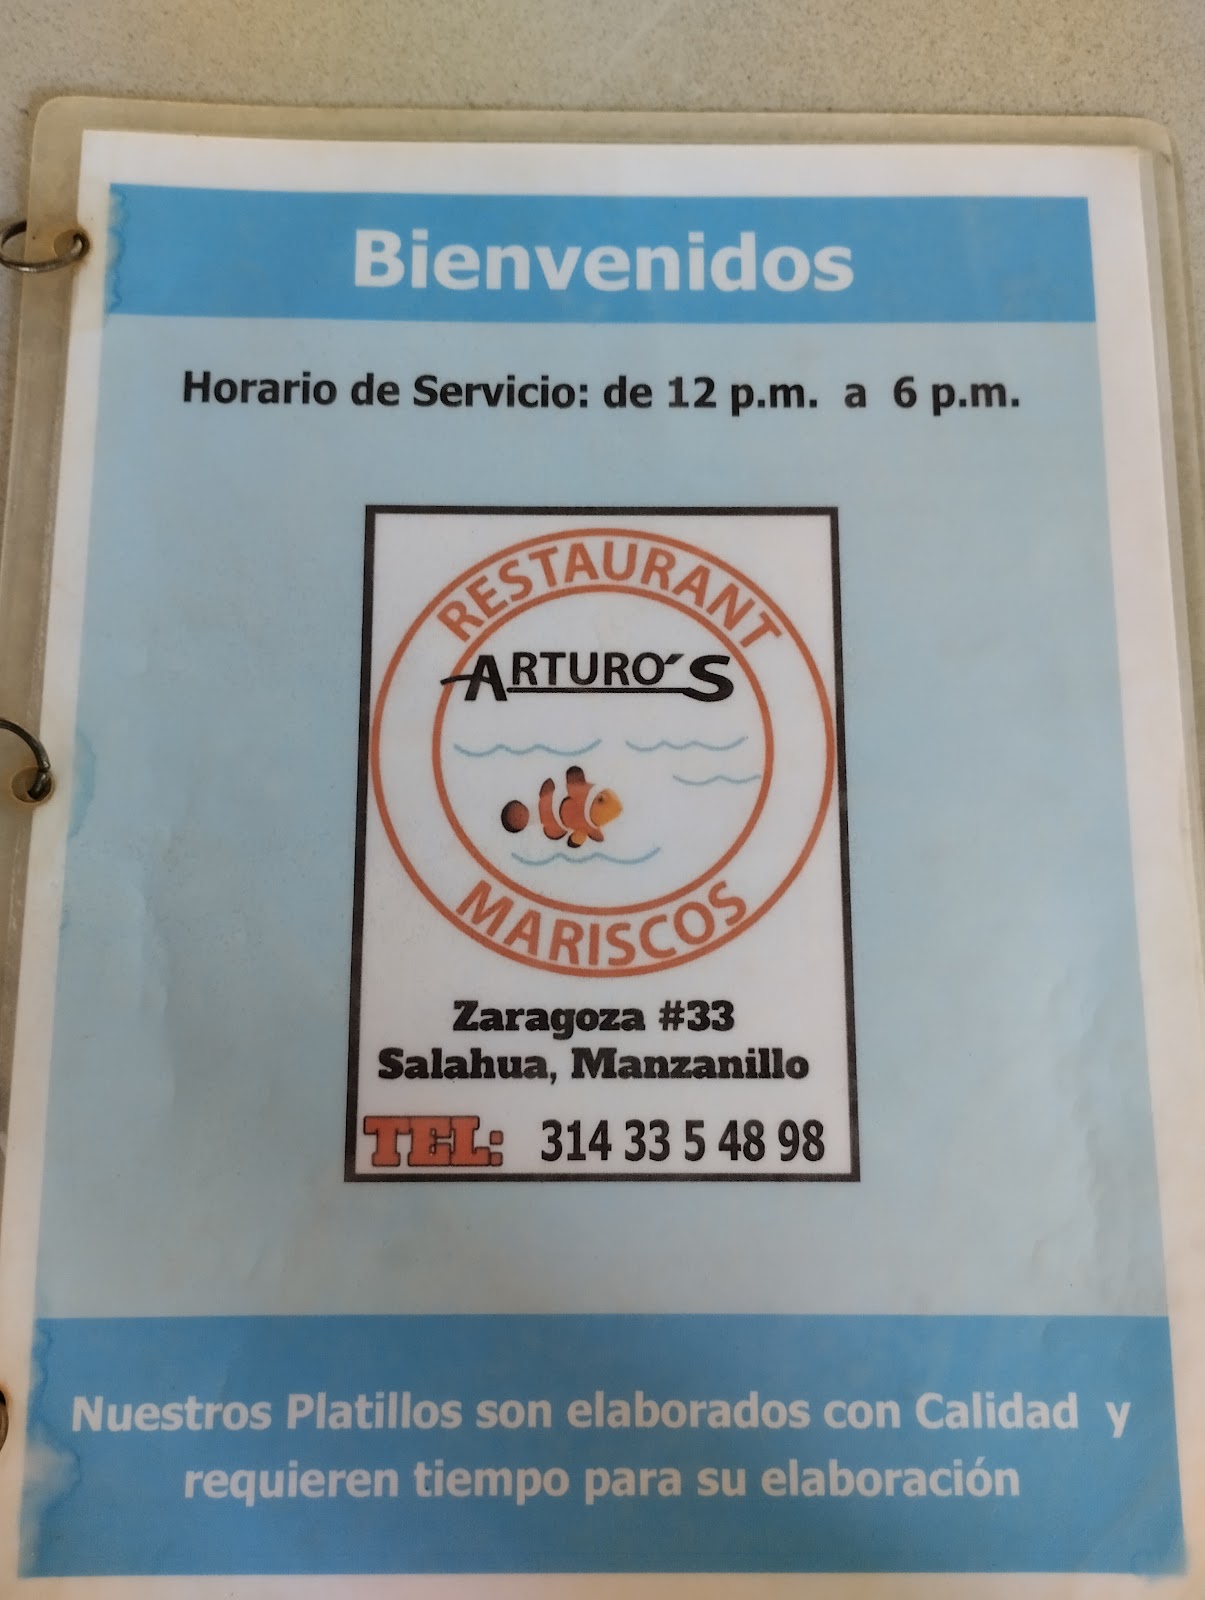 Bienvenidos
Horario de Servicio: de 12 p.m. a 6 p.m.
RESTAURANT
ARTURO´S
MARISCOS
Zaragoza #33
Salahua, Manzanillo
TEL: 314 33 5 48 98
Nuestros Platillos son elaborados con Calidad y
requieren tiempo para su elaboración